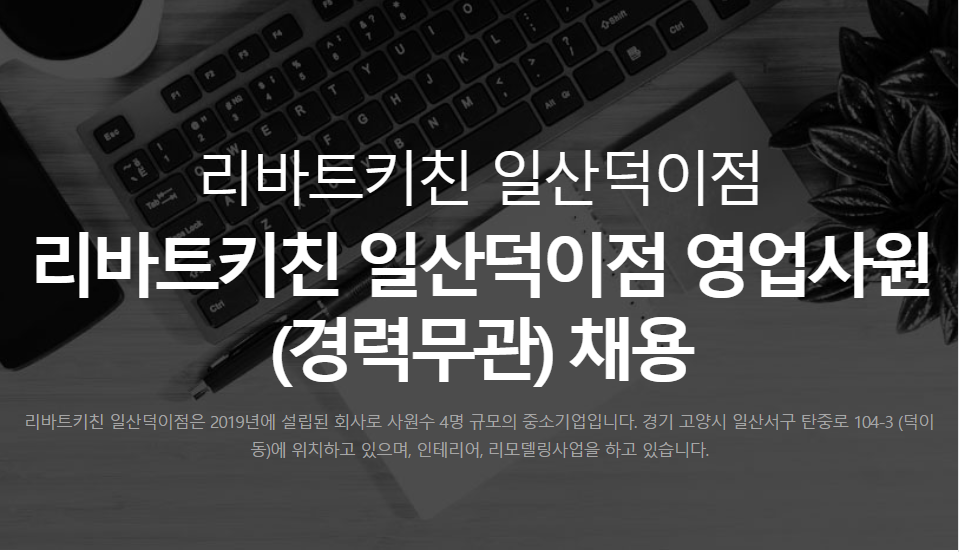 리바트키친 일산덕이점
리바트키친 일산덕이점 영업사원
(경력무관) 채용
리바트키친 일산덕이점은 2019년에 설립된 회사로 사원수 4명 규모의 중소기업입니다. 경기 고양시 일산서구 탄중로 104-3 (덕이
동)에 위치하고 있으며, 인테리어, 리모델링사업을 하고 있습니다.